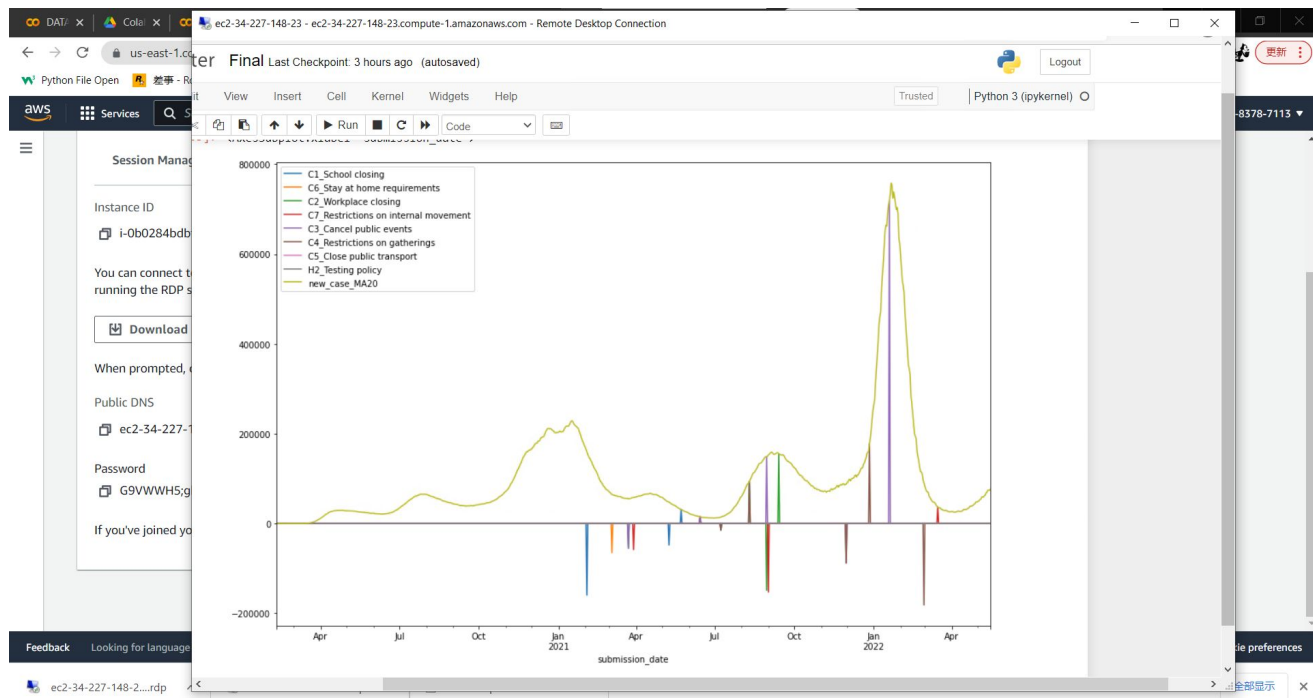 DATA
Colal
ec2-34-227-148-23 - ec2-34-227-148-23.compute-1.amazonaws.com - Remote Desktop Connection
us-east-1.co
更新
Python File Open
差事 - Ro
ter Final Last Checkpoint: 3 hours ago (autosaved)
Logout
it View Insert Cell Kernel Widgets Help
Trusted
Python 3 (ipykernel)
aws
Services
-8378-7113
Run
Code
Session Manag
Instance ID
i-0b0284bdb
You can connect t
running the RDP s
Download
When prompted,
Public DNS
ec2-34-227-1
Password
If you've joined yo
800000
600000
400000
200000
0
−200000
C1_School closing
C6_Stay at home requirements
C2_Workplace closing
C7_Restrictions on internal movement
C3_Cancel public events
C4_Restrictions on gatherings
C5_Close public transport
H2_Testing policy
new_case_MA20
Apr Jul Oct Jan Apr Jul Oct Jan Apr
2021 2022
submission_date
Feedback
Looking for language
kie preferences
ec2-34-227-148-2....rdp
全部显示